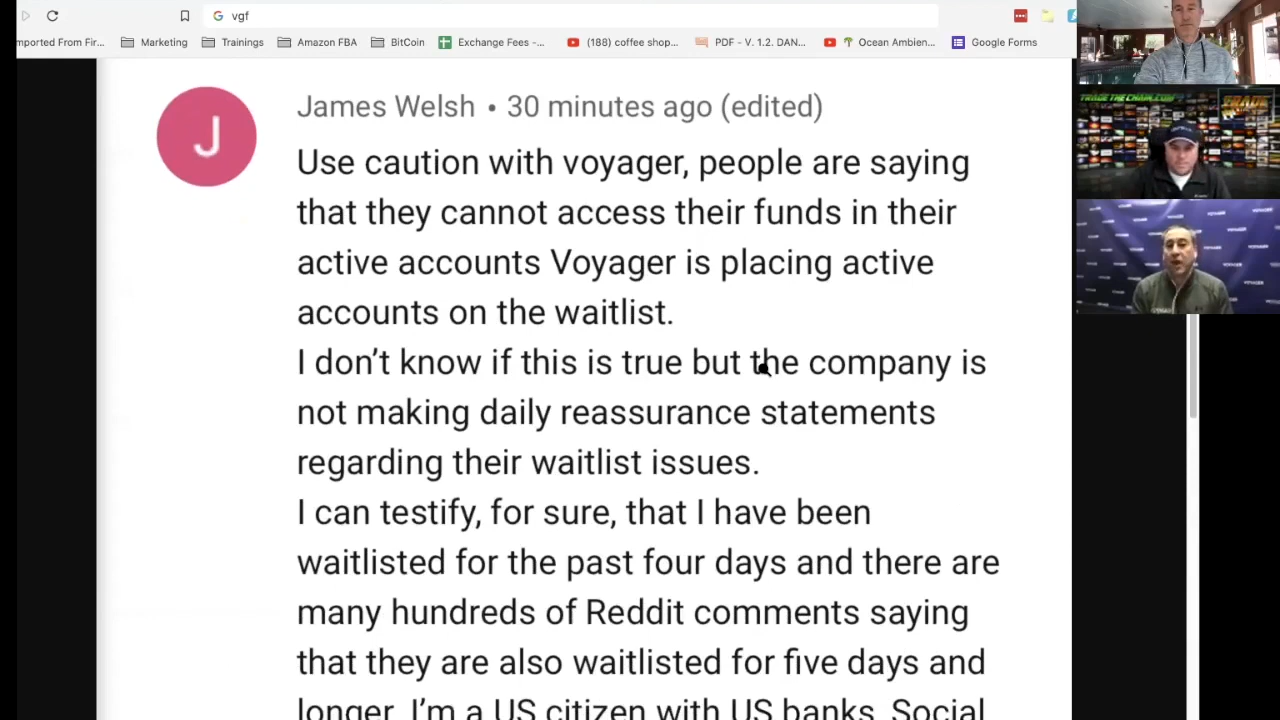 vgf
mported From Fir...
Marketing
Trainings
Amazon FBA
BitCoin
Exchange Fees -...
(188) coffee shop...
PDF - V. 1.2. DAN...
Ocean Ambien...
Google Forms
TRADETHECHAIN.COM
J
James Welsh • 30 minutes ago (edited)
Use caution with voyager, people are saying
that they cannot access their funds in their
active accounts Voyager is placing active
accounts on the waitlist.
I don’t know if this is true but the company is
not making daily reassurance statements
regarding their waitlist issues.
I can testify, for sure, that I have been
waitlisted for the past four days and there are
many hundreds of Reddit comments saying
that they are also waitlisted for five days and
longer. I’m a US citizen with US banks, Social
VOYAGER